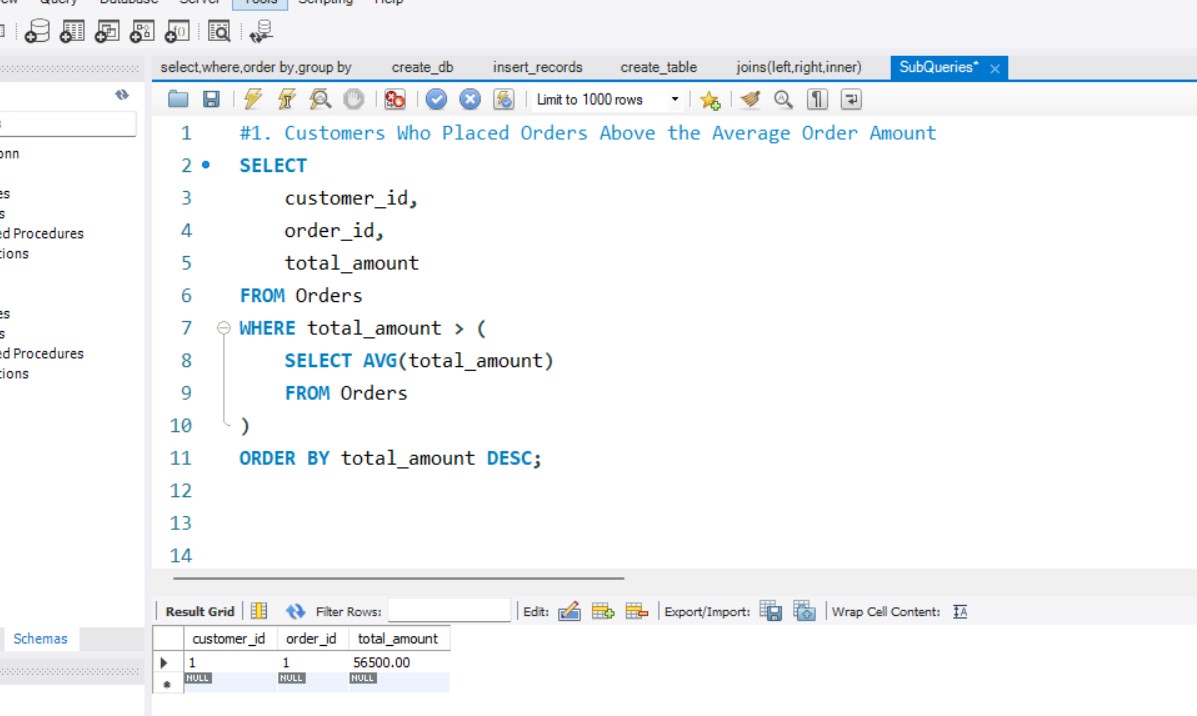 Query Database Server Tools Scripting Help
select,where,order by,group by create_db insert_records create_table joins(left,right,inner) SubQueries* ×
Limit to 1000 rows
1 #1. Customers Who Placed Orders Above the Average Order Amount
2 SELECT
3 customer_id,
4 order_id,
5 total_amount
6 FROM Orders
7 WHERE total_amount > (
8 SELECT AVG(total_amount)
9 FROM Orders
10 )
11 ORDER BY total_amount DESC;
12
13
14
onn
es
s
ed Procedures
tions
es
s
ed Procedures
tions
Schemas
Result Grid Filter Rows: Edit: Export/Import: Wrap Cell Content:
customer_id order_id total_amount
1 1 56500.00
NULL NULL NULL